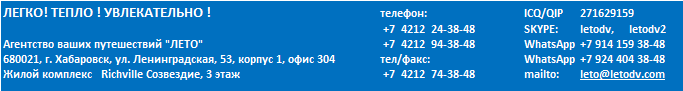 ЛЕГКО! ТЕПЛО ! УВЛЕКАТЕЛЬНО ! телефон: ICQ/QIP 271629159
+7 4212 24-38-48 SKYPE: letodv, letodv2
Агентство ваших путешествий "ЛЕТО" +7 4212 94-38-48 WhatsApp +7 914 159 38-48
680021, г. Хабаровск, ул. Ленинградская, 53, корпус 1, офис 304 тел/факс: WhatsApp +7 924 404 38-48
Жилой комплекс Richville Созвездие, 3 этаж +7 4212 74-38-48 mailto: leto@letodv.com